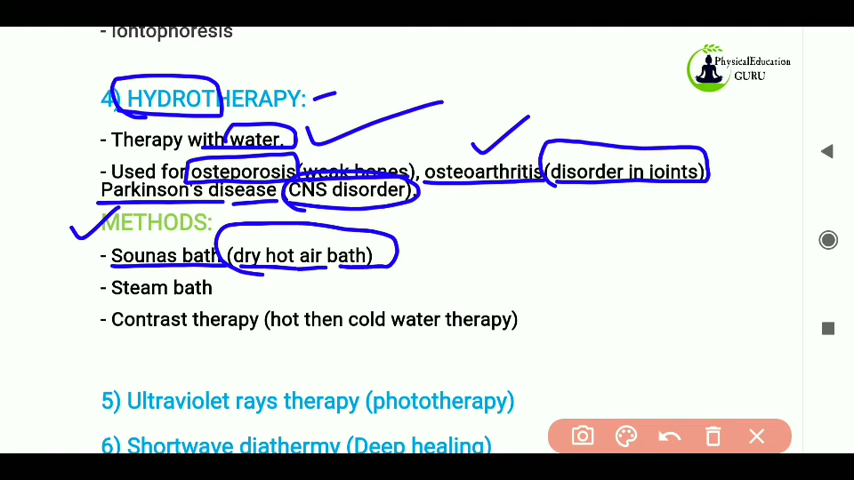 - Iontophoresis
PhysicalEducation
GURU
4) HYDROTHERAPY:
- Therapy with water.
- Used for osteporosis(weak bones), osteoarthritis(disorder in joints)
Parkinson's disease (CNS disorder).
METHODS:
- Sounas bath (dry hot air bath)
- Steam bath
- Contrast therapy (hot then cold water therapy)
5) Ultraviolet rays therapy (phototherapy)
6) Shortwave diathermy (Deep healing)